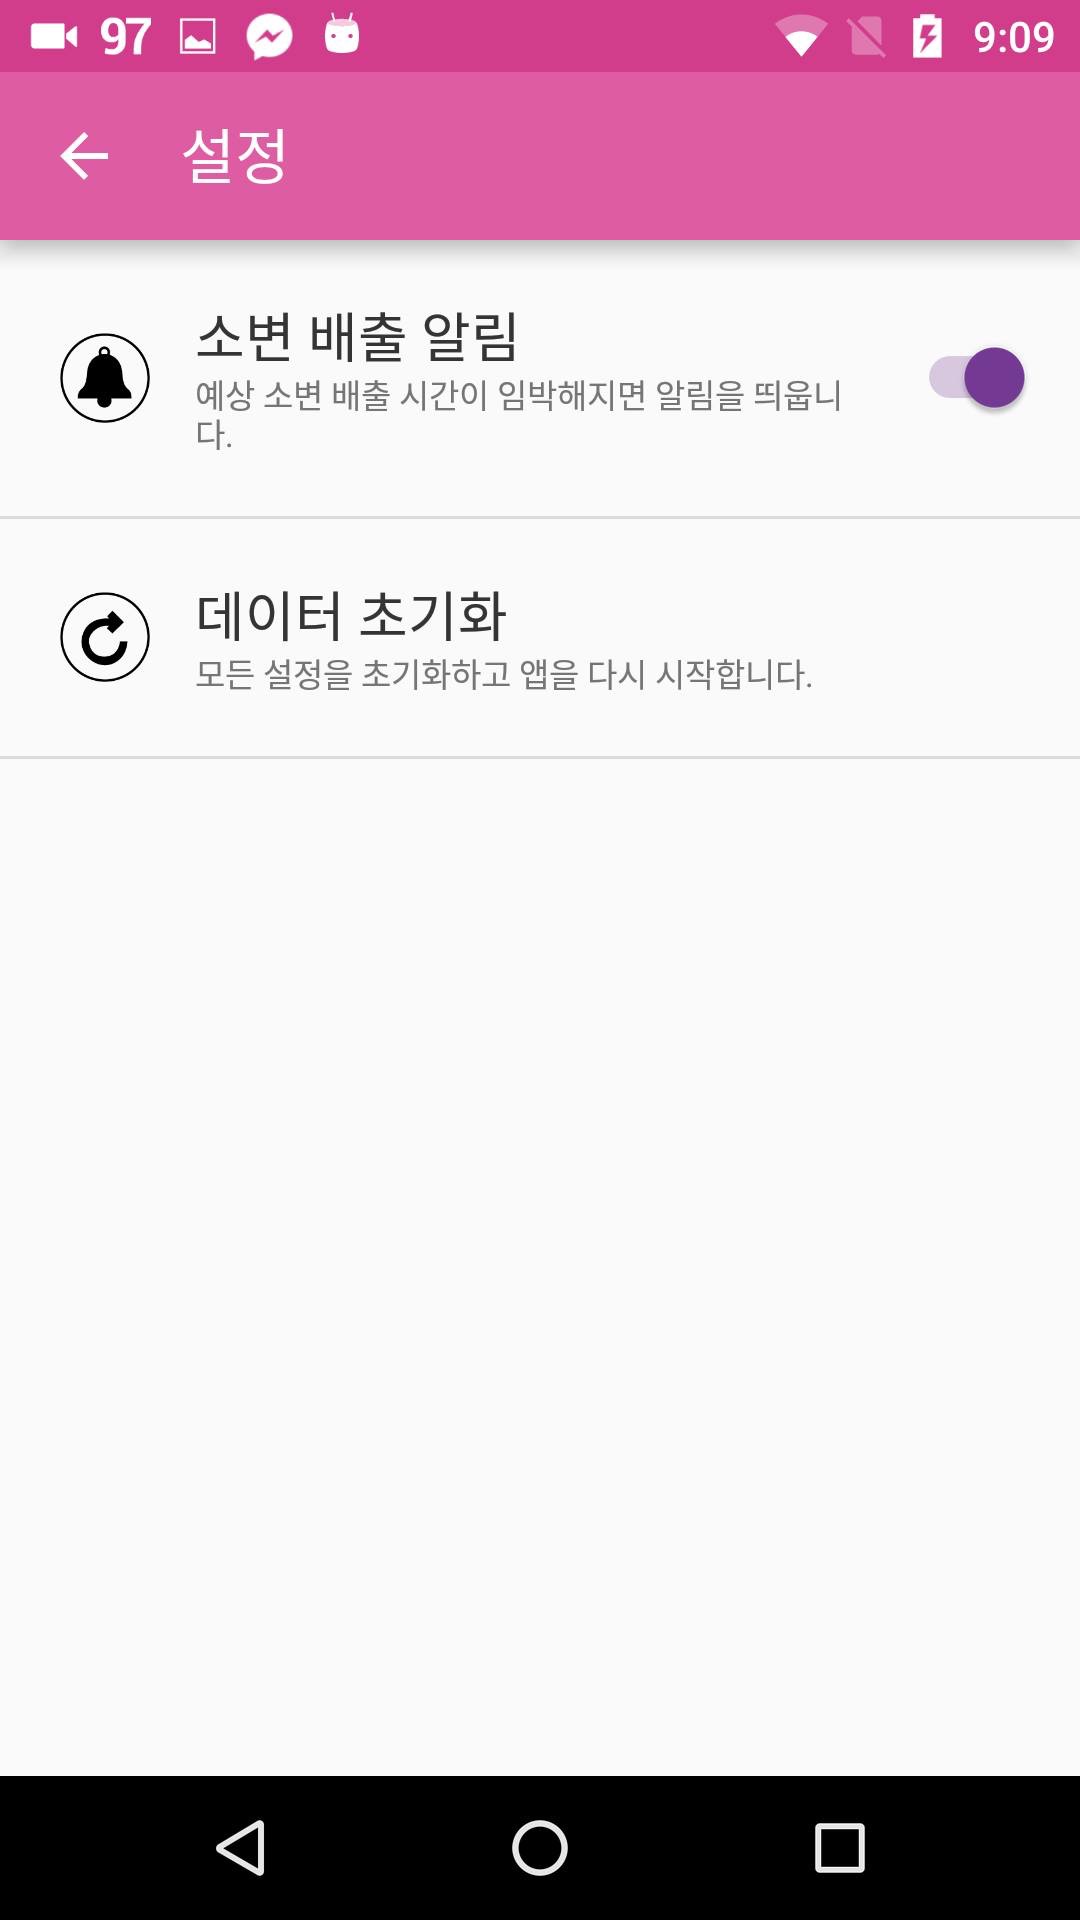 97
9:09
설정
소변 배출 알림
예상 소변 배출 시간이 임박해지면 알림을 띄웁니
다.
데이터 초기화
모든 설정을 초기화하고 앱을 다시 시작합니다.